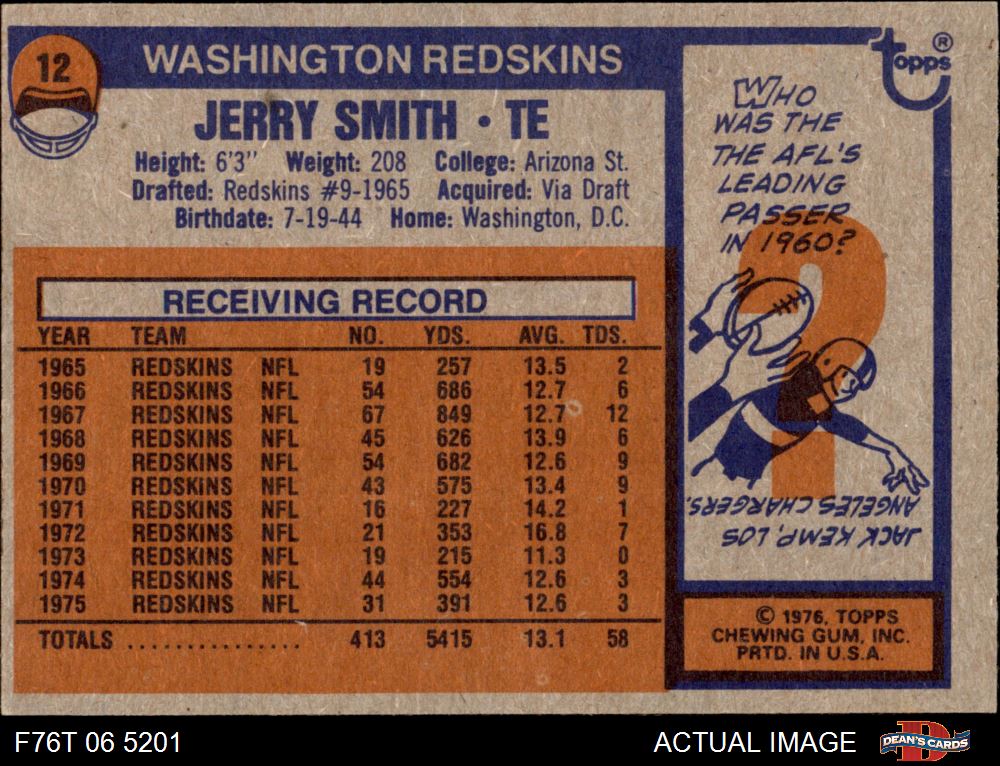 12
WASHINGTON REDSKINS
JERRY SMITH • TE
Height: 6'3" Weight: 208 College: Arizona St.
Drafted: Redskins #9-1965 Acquired: Via Draft
Birthdate: 7-19-44 Home: Washington, D.C.
RECEIVING RECORD
YEAR TEAM NO. YDS. AVG. TDS.
1965 REDSKINS NFL 19 257 13.5 2
1966 REDSKINS NFL 54 686 12.7 6
1967 REDSKINS NFL 67 849 12.7 12
1968 REDSKINS NFL 45 626 13.9 6
1969 REDSKINS NFL 54 682 12.6 9
1970 REDSKINS NFL 43 575 13.4 9
1971 REDSKINS NFL 16 227 14.2 1
1972 REDSKINS NFL 21 353 16.8 7
1973 REDSKINS NFL 19 215 11.3 0
1974 REDSKINS NFL 44 554 12.6 3
1975 REDSKINS NFL 31 391 12.6 3
TOTALS ............... 413 5415 13.1 58
topps ®
WHO
WAS THE
THE AFL'S
LEADING
PASSER
IN 1960?
?
JACK KEMP, LOS
ANGELES CHARGERS.
© 1976, TOPPS
CHEWING GUM, INC.
PRTD. IN U.S.A.
F76T 06 5201
ACTUAL IMAGE
D
DEAN'S CARDS